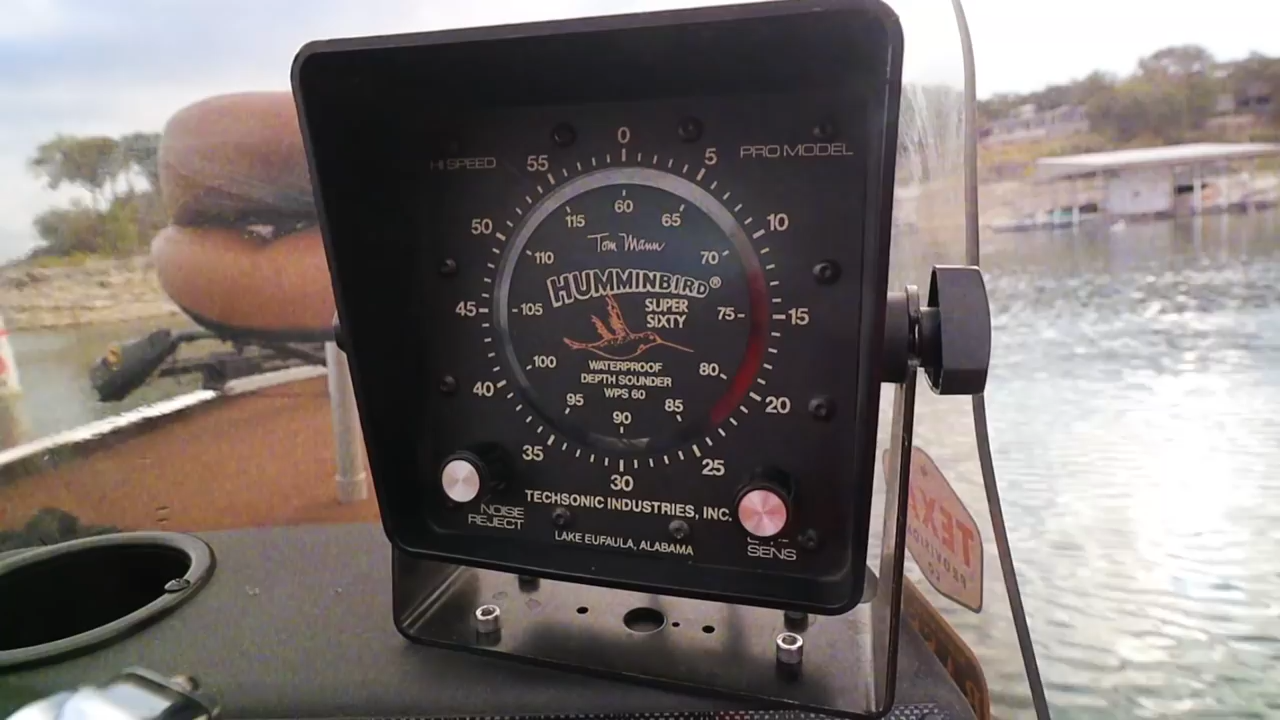 HI SPEED
PRO MODEL
0
5
10
15
20
25
30
35
40
45
50
55
60
65
70
75
80
85
90
95
100
105
110
115
Tom Mann
HUMMINBIRD®
SUPER
SIXTY
WATERPROOF
DEPTH SOUNDER
WPS 60
TECHSONIC INDUSTRIES, INC.
LAKE EUFAULA, ALABAMA
NOISE
REJECT
SENS